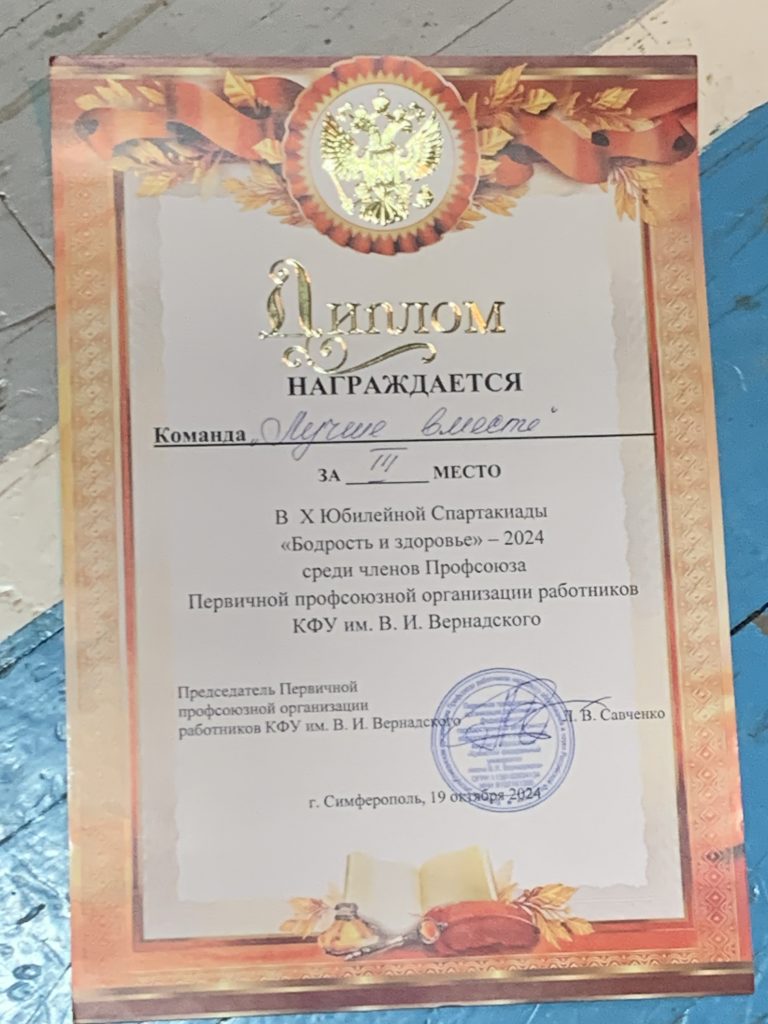 Диплом
НАГРАЖДАЕТСЯ
Команда „Лучше вместе“
ЗА III МЕСТО
В X Юбилейной Спартакиады
«Бодрость и здоровье» – 2024
среди членов Профсоюза
Первичной профсоюзной организации работников
КФУ им. В. И. Вернадского
Председатель Первичной
профсоюзной организации
работников КФУ им. В. И. Вернадского Л. В. Савченко
г. Симферополь, 19 октября 2024